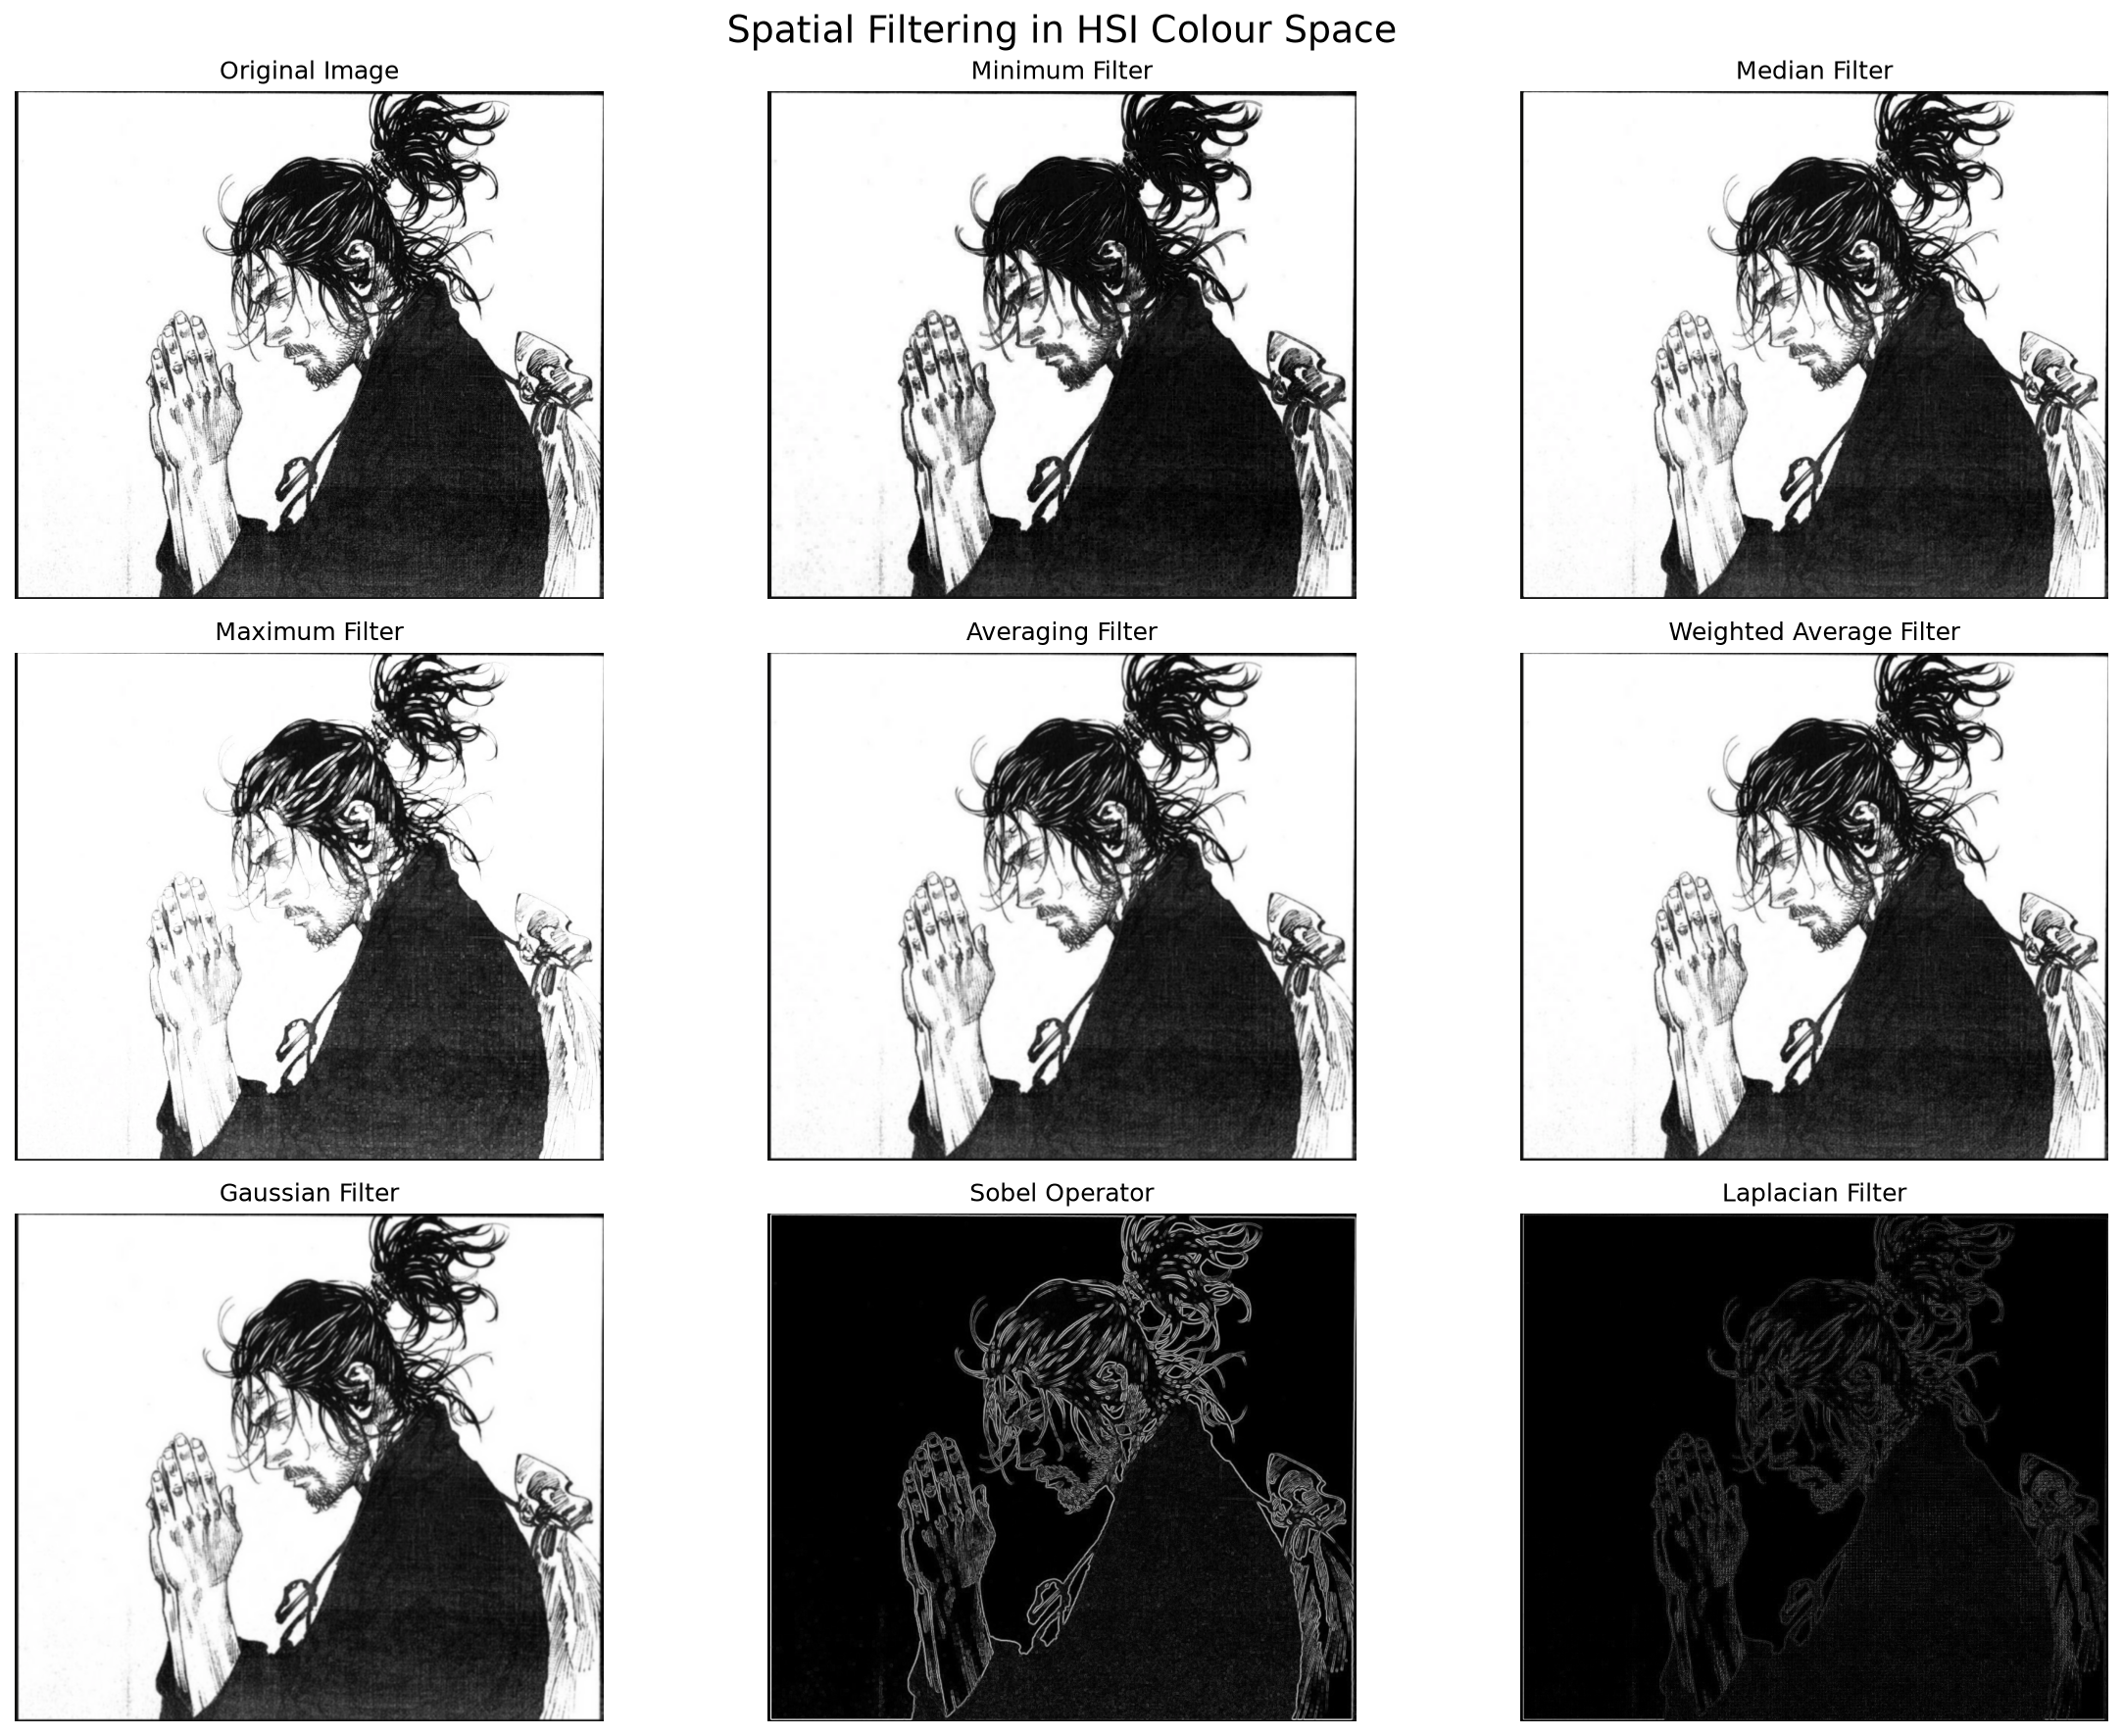 Spatial Filtering in HSI Colour Space
Original Image
Minimum Filter
Median Filter
Maximum Filter
Averaging Filter
Weighted Average Filter
Gaussian Filter
Sobel Operator
Laplacian Filter